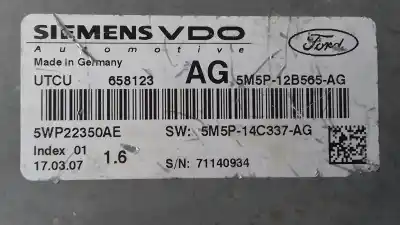 SIEMENS VDO
Automotive
Ford
Made in Germany
UTCU 658123 AG 5M5P-12B565-AG
5WP22350AE SW: 5M5P-14C337-AG
Index 01
17.03.07 1.6 S/N: 71140934